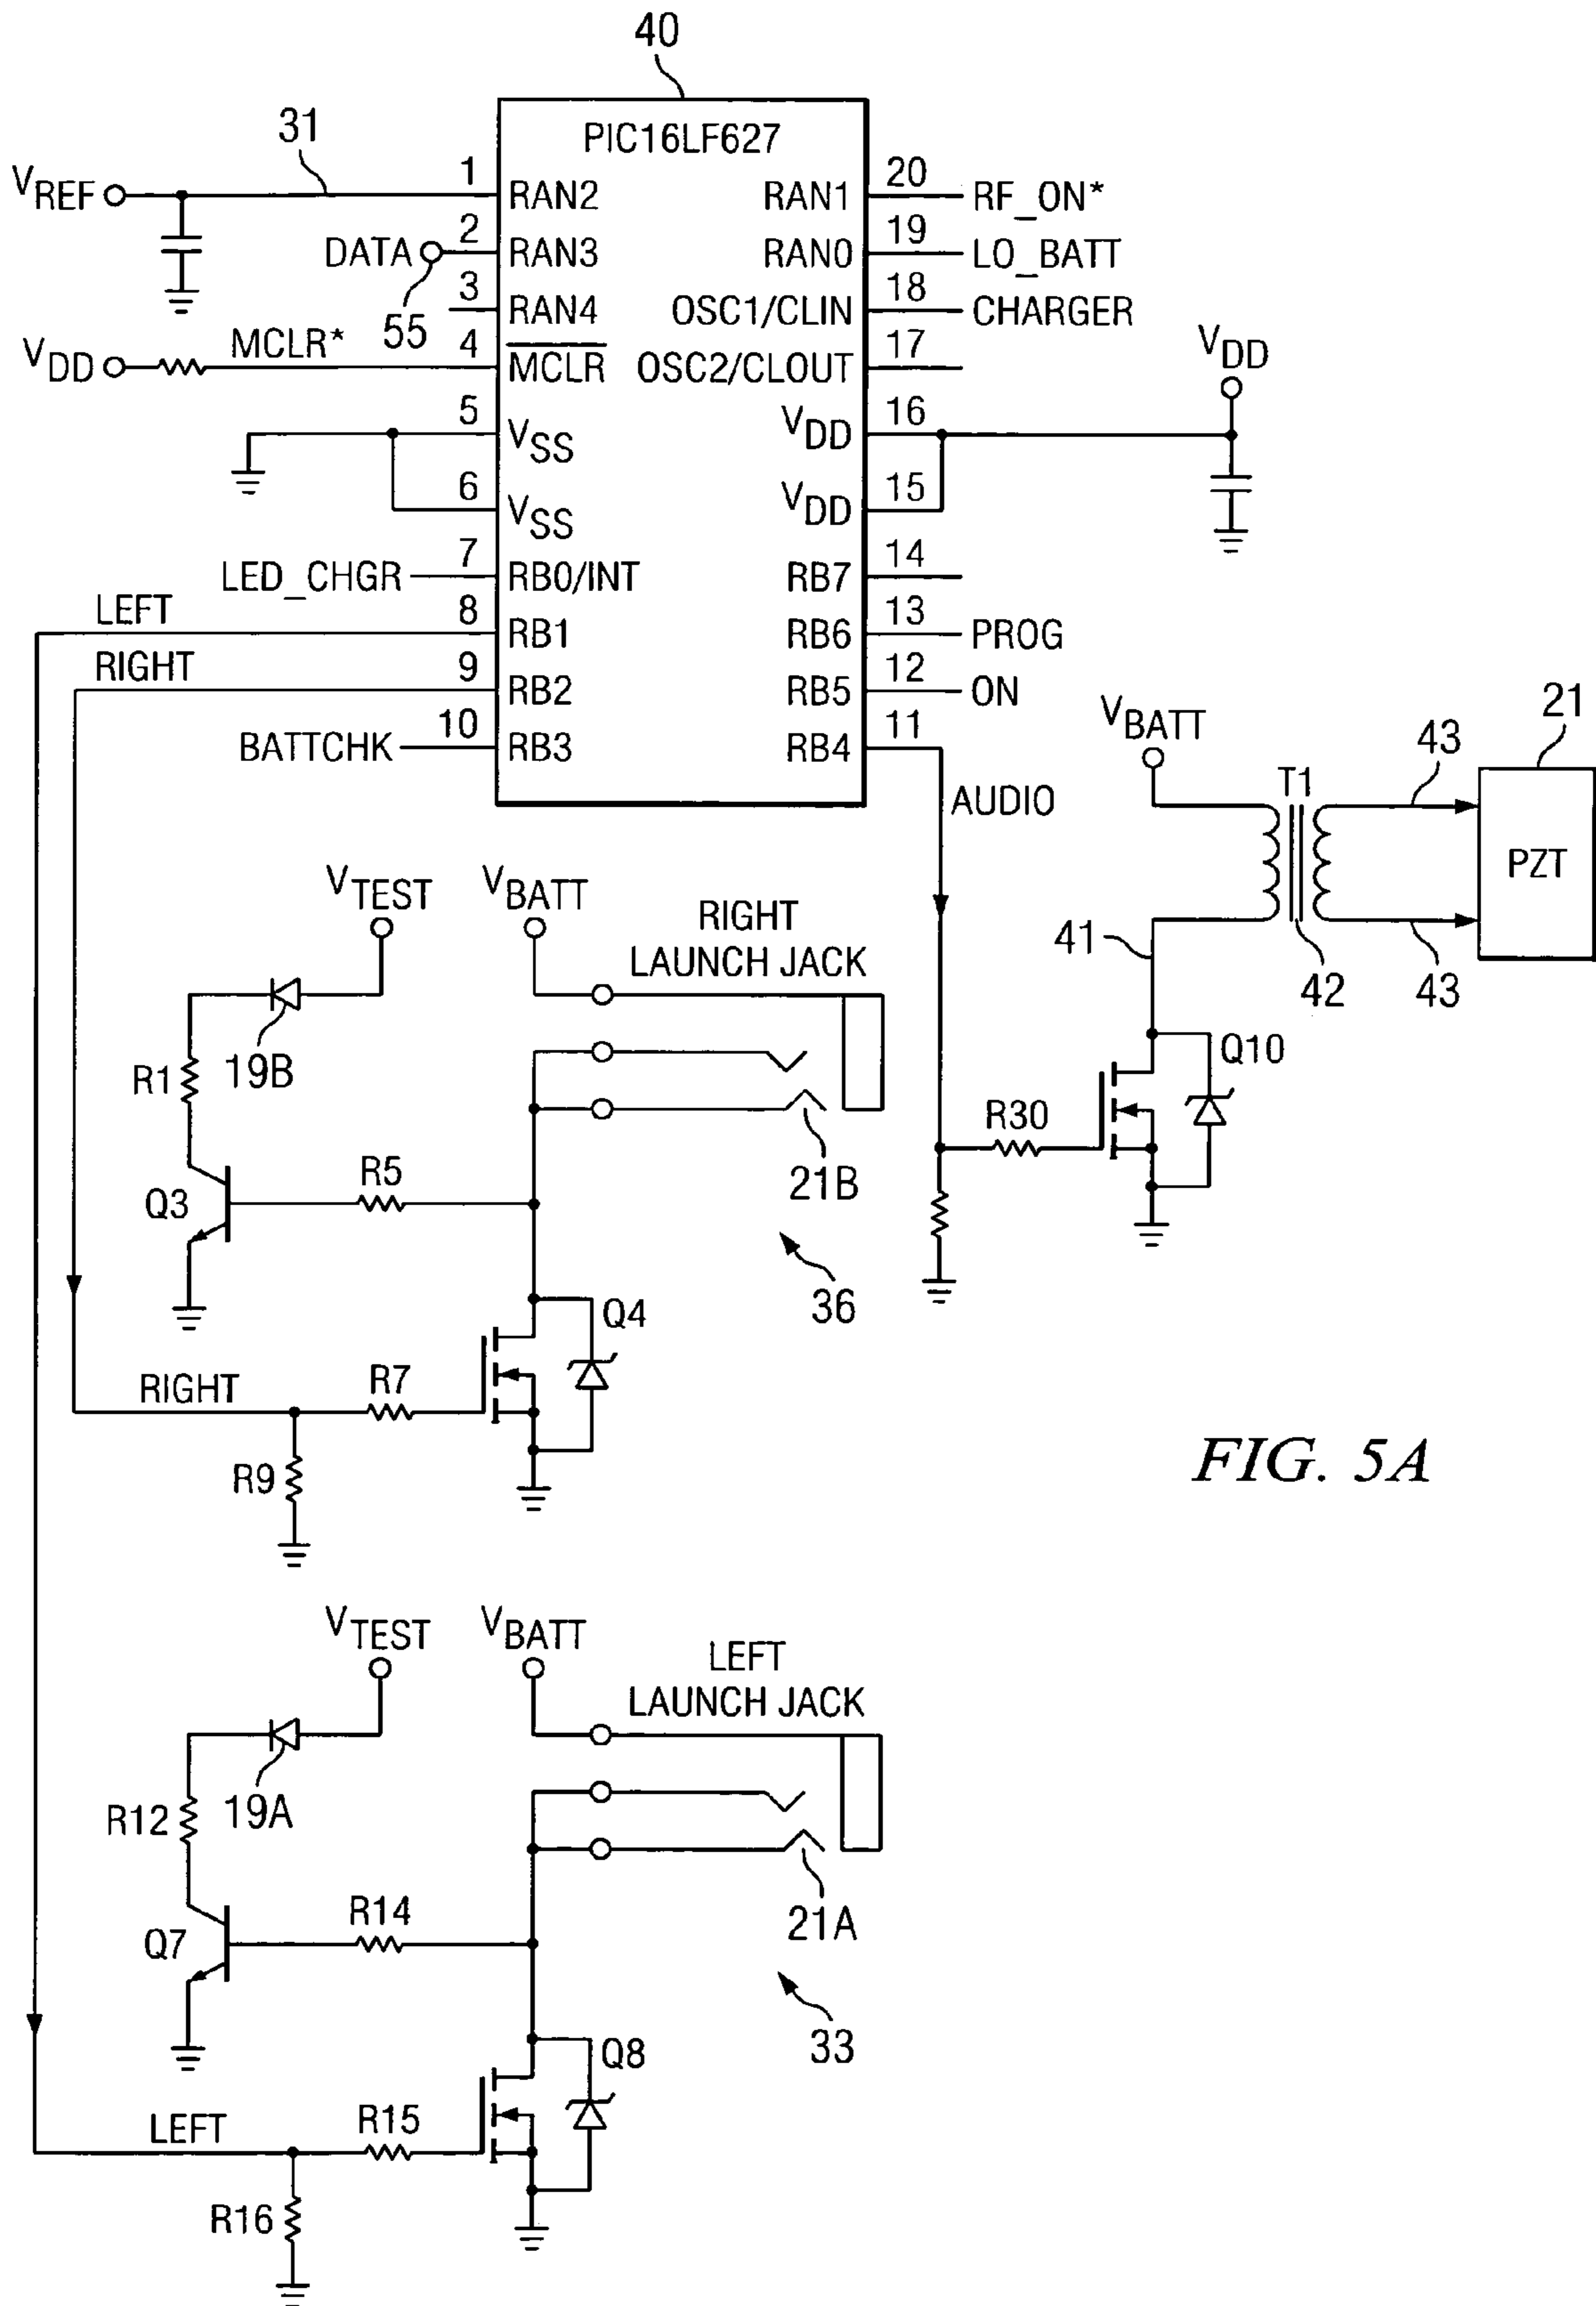 40
PIC16LF627
31
VREF
1
RAN2
RAN1
20
RF_ON*
DATA
2
RAN3
RAN0
19
LO_BATT
55
3
RAN4
OSC1/CLIN
18
CHARGER
VDD
MCLR*
4
MCLR
OSC2/CLOUT
17
VDD
5
VSS
VDD
16
6
VSS
VDD
15
LED_CHGR
7
RB0/INT
RB7
14
LEFT
8
RB1
RB6
13
PROG
RIGHT
9
RB2
RB5
12
ON
BATTCHK
10
RB3
RB4
11
AUDIO
VBATT
T1
43
21
PZT
41
42
43
Q10
R30
VTEST
VBATT
RIGHT
LAUNCH JACK
19B
R1
Q3
R5
21B
36
Q4
RIGHT
R7
R9
FIG. 5A
VTEST
VBATT
LEFT
LAUNCH JACK
19A
R12
Q7
R14
21A
33
Q8
LEFT
R15
R16